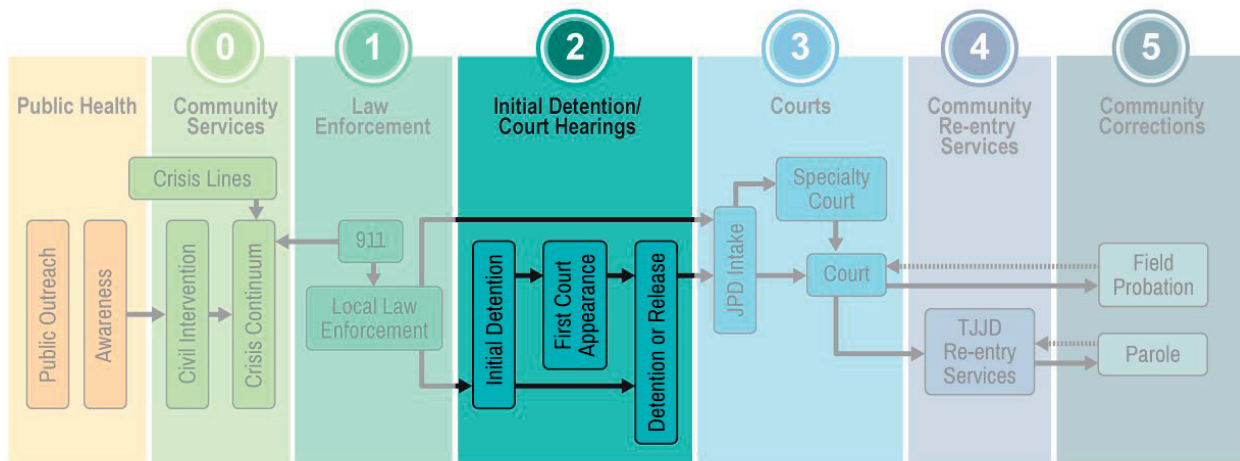 0
1
2
3
4
5
Public Health
Community
Services
Law
Enforcement
Initial Detention/
Court Hearings
Courts
Community
Re-entry
Services
Community
Corrections
Public Outreach
Awareness
Crisis Lines
Civil Intervention
Crisis Continuum
911
Local Law
Enforcement
Initial Detention
First Court
Appearance
Detention or Release
JPD Intake
Specialty
Court
Court
TJJD
Re-entry
Services
Field
Probation
Parole